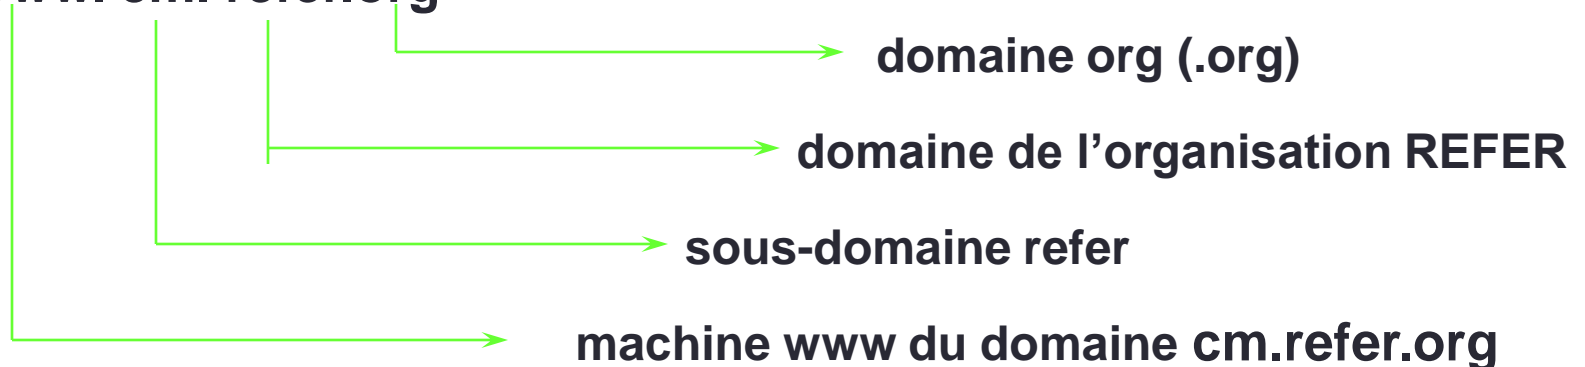 domaine org (.org)
domaine de l’organisation REFER
sous-domaine refer
machine www du domaine cm.refer.org